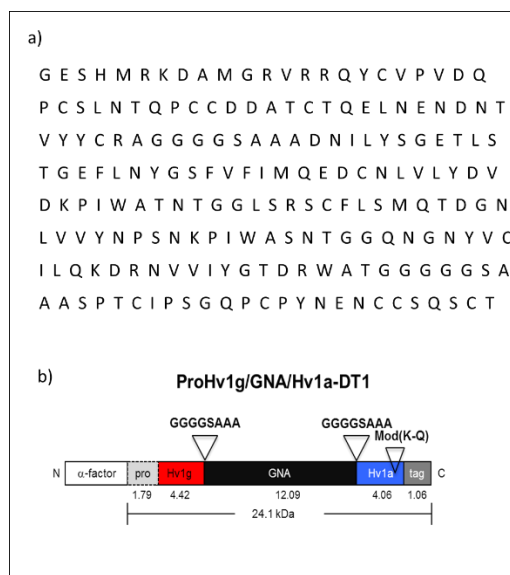 a)
G E S H M R K D A M G R V R R Q Y C V P V D Q
P C S L N T Q P C C D D A T C T Q E L N E N D N T
V Y Y C R A G G G G S A A A D N I L Y S G E T L S
T G E F L N Y G S F V F I M Q E D C N L V L Y D V
D K P I W A T N T G G L S R S C F L S M Q T D G N
L V V Y N P S N K P I W A S N T G G Q N G N Y V C
I L Q K D R N V V I Y G T D R W A T G G G G G S A
A A S P T C I P S G Q P C P Y N E N C C S Q S C T
b)
ProHv1g/GNA/Hv1a-DT1
GGGGSAAA GGGGSAAA
Mod(K-Q)
N α-factor pro Hv1g GNA Hv1a tag C
1.79 4.42 12.09 4.06 1.06
24.1 kDa